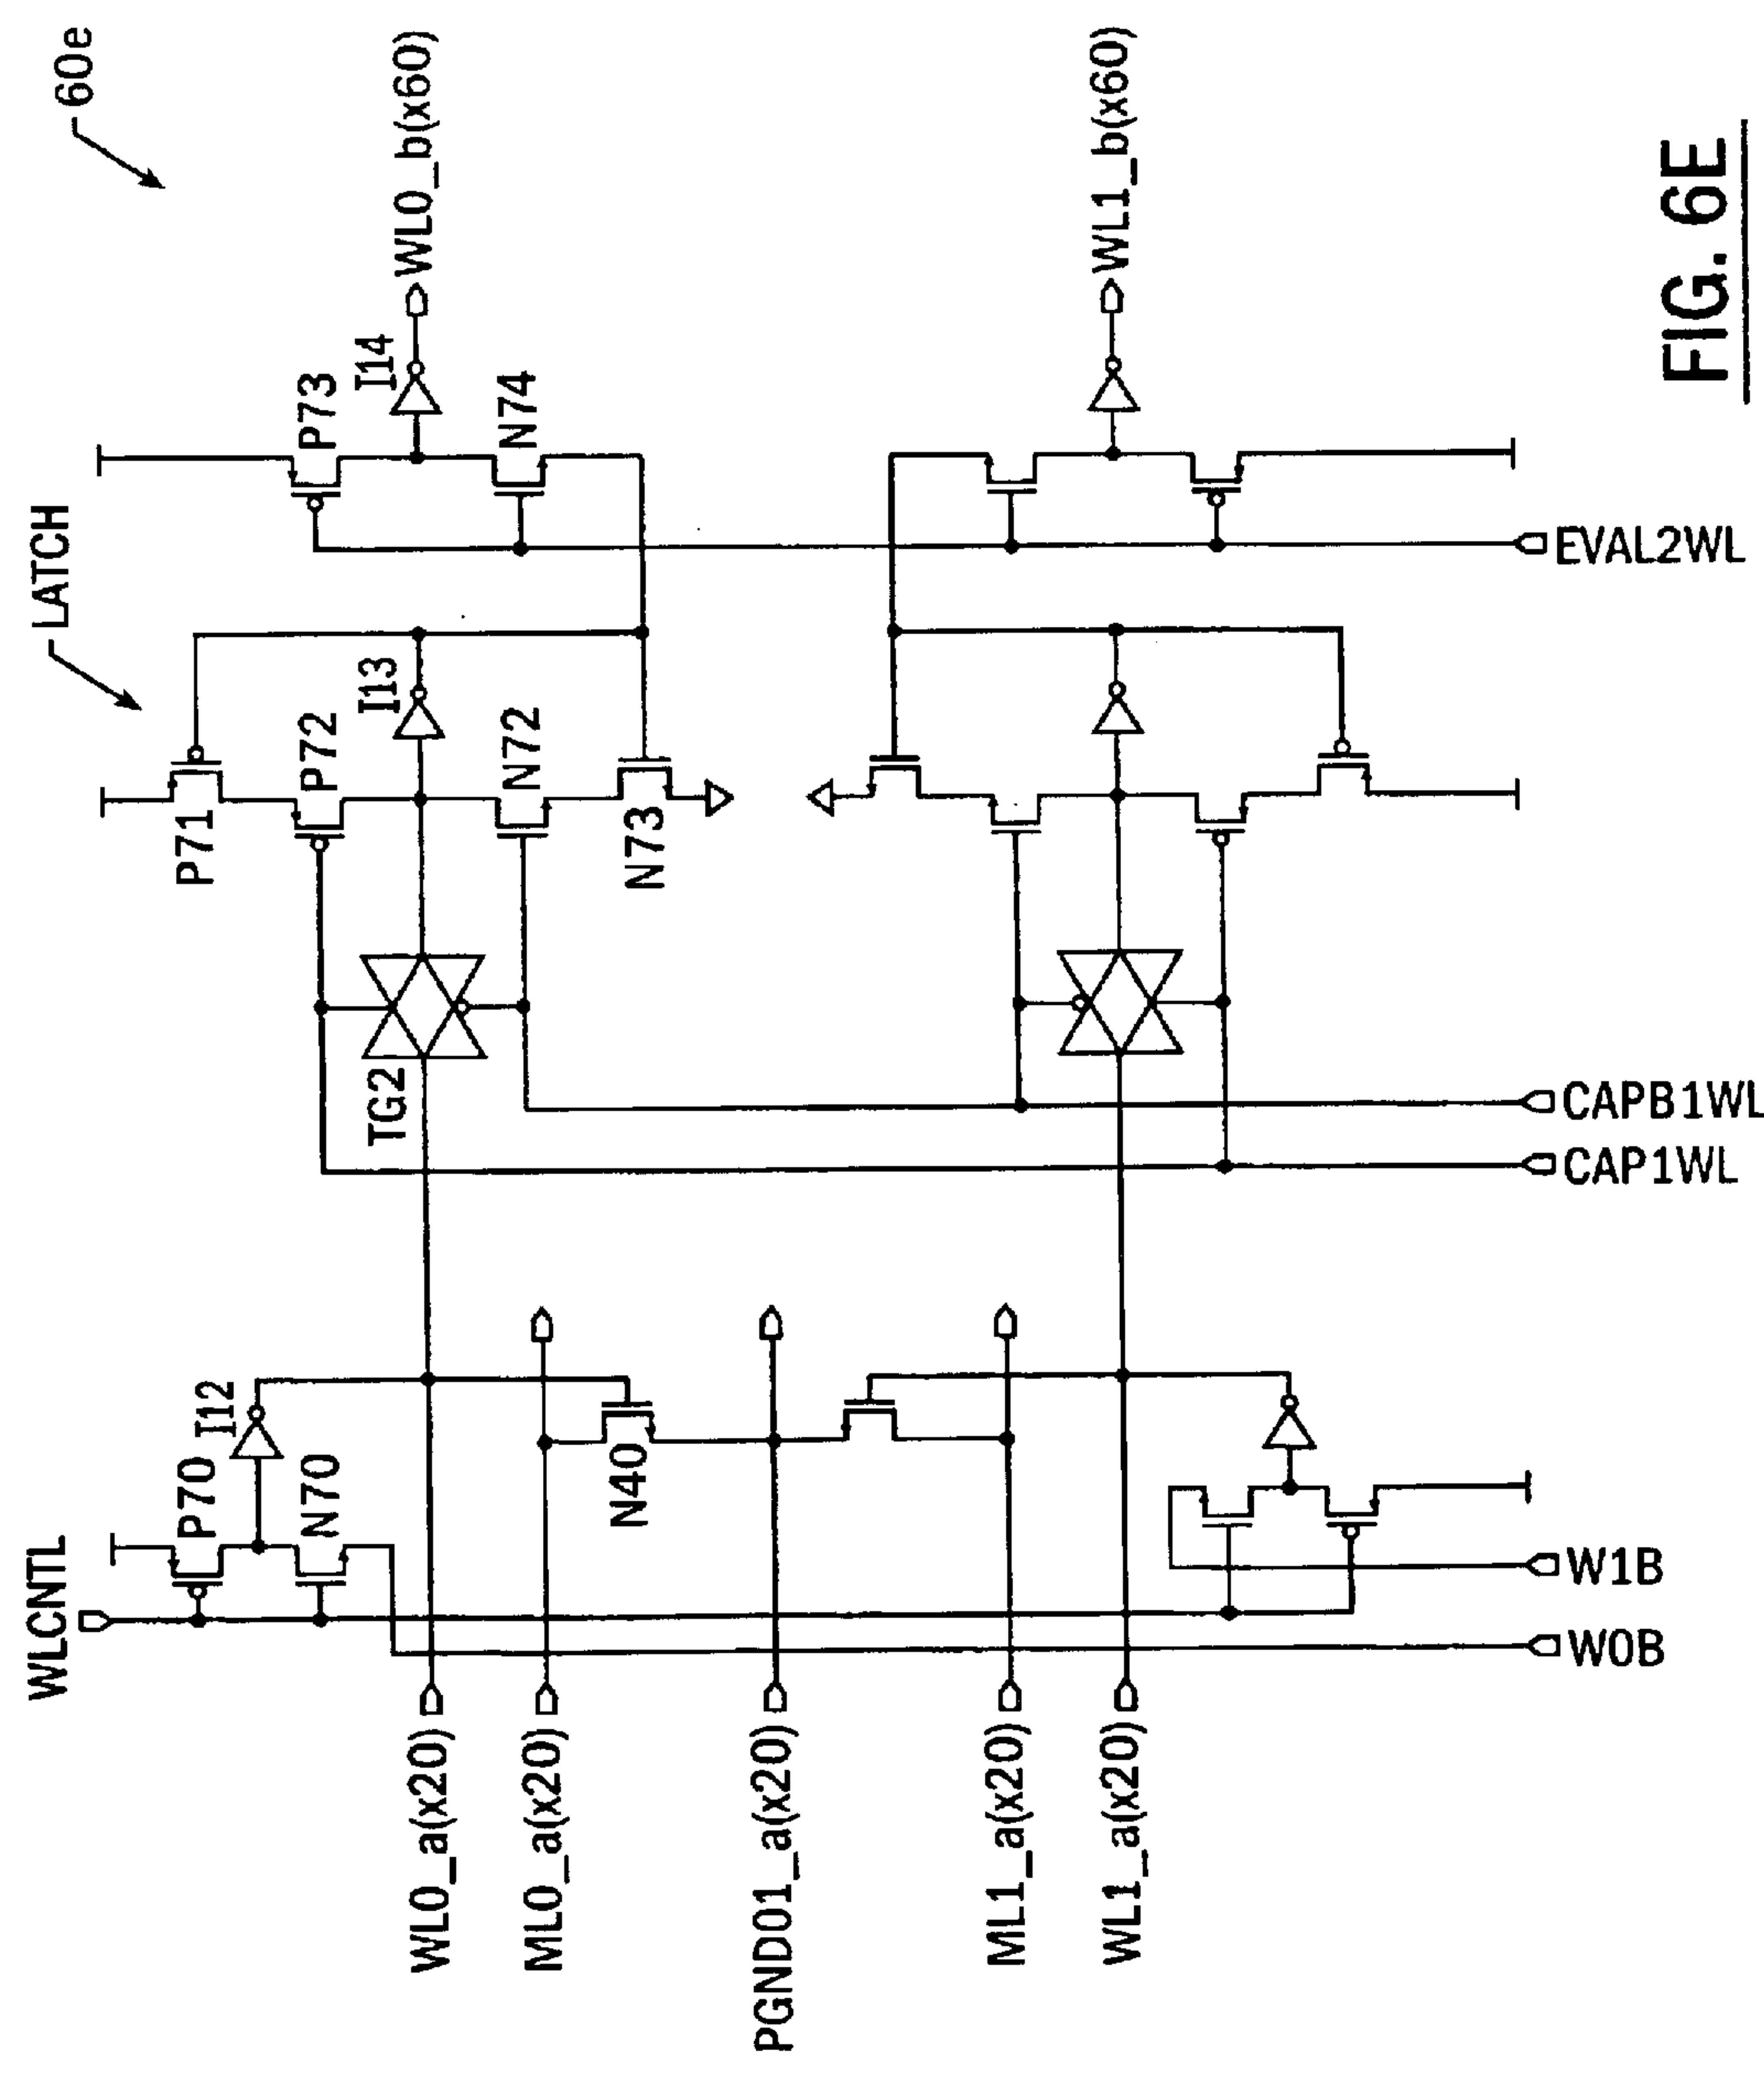 60e
LATCH
WL0_b(x60)
I14
P73
N74
WL1_b(x60)
EVAL2WL
I13
P71
P72
N72
N73
TG2
CAPB1WL
CAP1WL
WLCNTL
P70
I12
N70
N40
W1B
W0B
WL0_a(x20)
ML0_a(x20)
PGND01_a(x20)
ML1_a(x20)
WL1_a(x20)
FIG. 6E